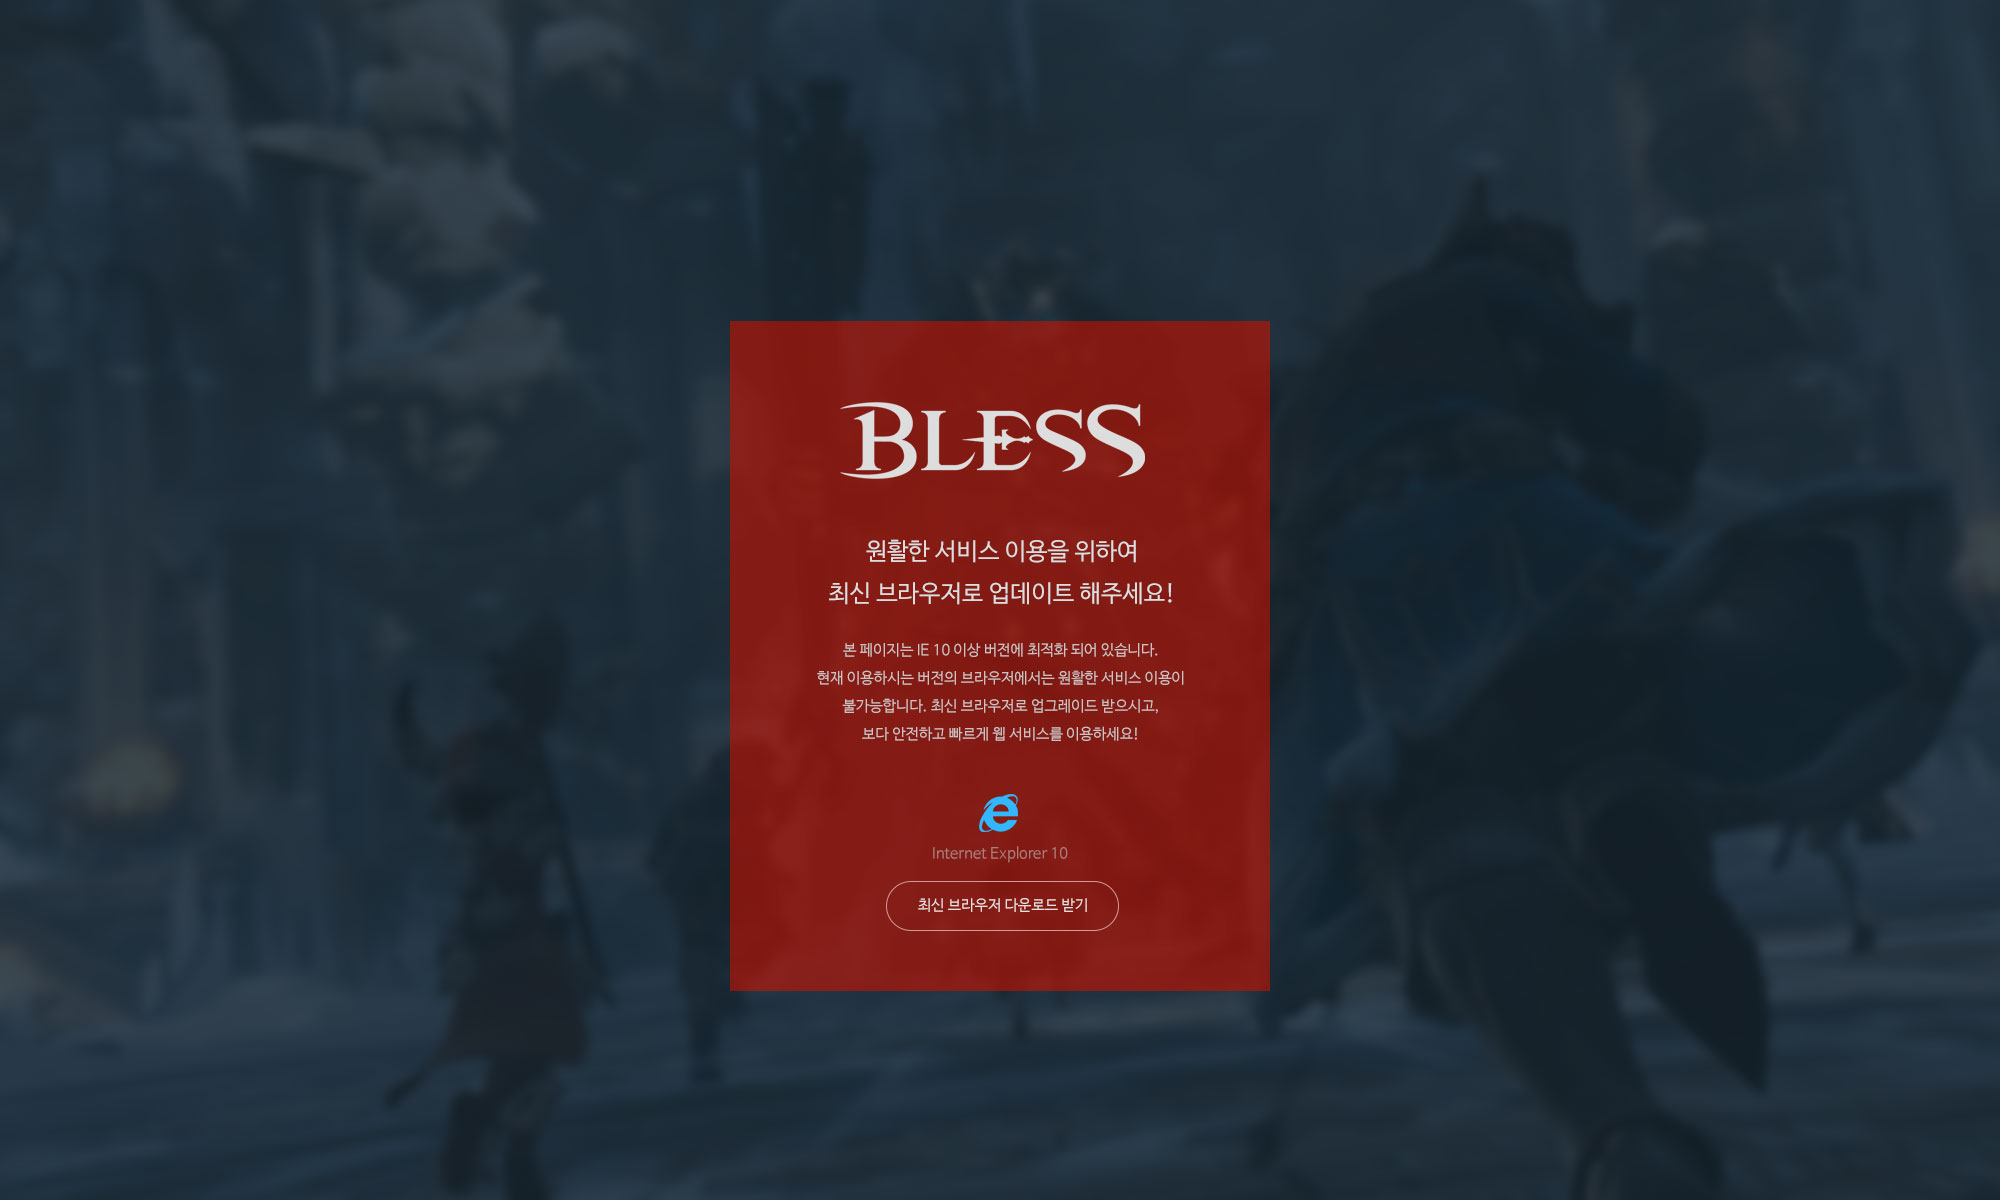 BLESS
원활한 서비스 이용을 위하여
최신 브라우저로 업데이트 해주세요!
본 페이지는 IE 10 이상 버전에 최적화 되어 있습니다.
현재 이용하시는 버전의 브라우저에서는 원활한 서비스 이용이
불가능합니다. 최신 브라우저로 업그레이드 받으시고,
보다 안전하고 빠르게 웹 서비스를 이용하세요!
Internet Explorer 10
최신 브라우저 다운로드 받기